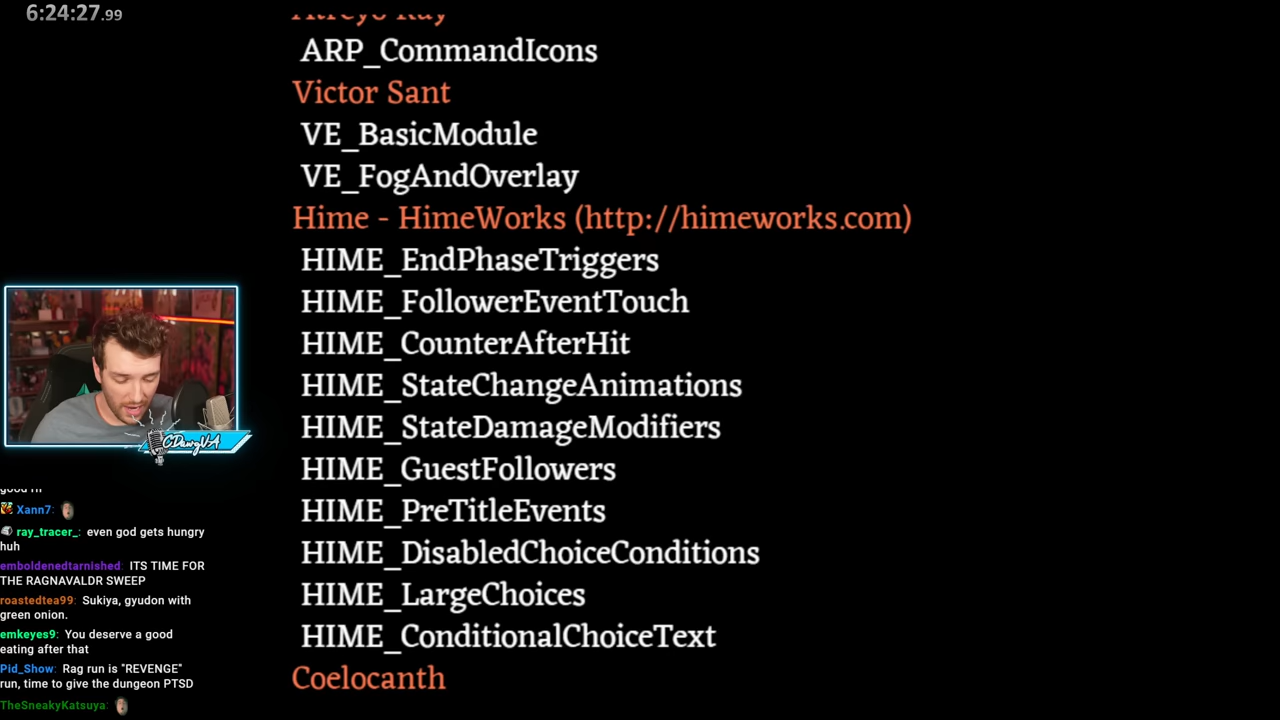 6:24:27.99
Atreyo Ray
ARP_CommandIcons
Victor Sant
VE_BasicModule
VE_FogAndOverlay
Hime - HimeWorks (http://himeworks.com)
HIME_EndPhaseTriggers
HIME_FollowerEventTouch
HIME_CounterAfterHit
HIME_StateChangeAnimations
HIME_StateDamageModifiers
HIME_GuestFollowers
HIME_PreTitleEvents
HIME_DisabledChoiceConditions
HIME_LargeChoices
HIME_ConditionalChoiceText
Coelocanth
CDawgVA
Xann7:
ray_tracer_: even god gets hungry
huh
emboldenedtarnished: ITS TIME FOR
THE RAGNAVALDR SWEEP
roastedtea99: Sukiya, gyudon with
green onion.
emkeyes9: You deserve a good
eating after that
Pid_Show: Rag run is "REVENGE"
run, time to give the dungeon PTSD
TheSneakyKatsuya: